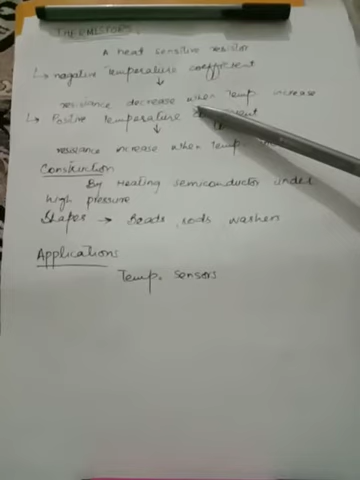 THERMISTORS
A heat sensitive resistor
↳ negative Temperature coefficient
↓
resistance decrease when Temp. increase
↳ Positive Temperature
↓
resistance increase when Temp
Construction
By Heating semiconductor under
high pressure
Shapes → Beads, rods washers
Applications
Temp. sensors